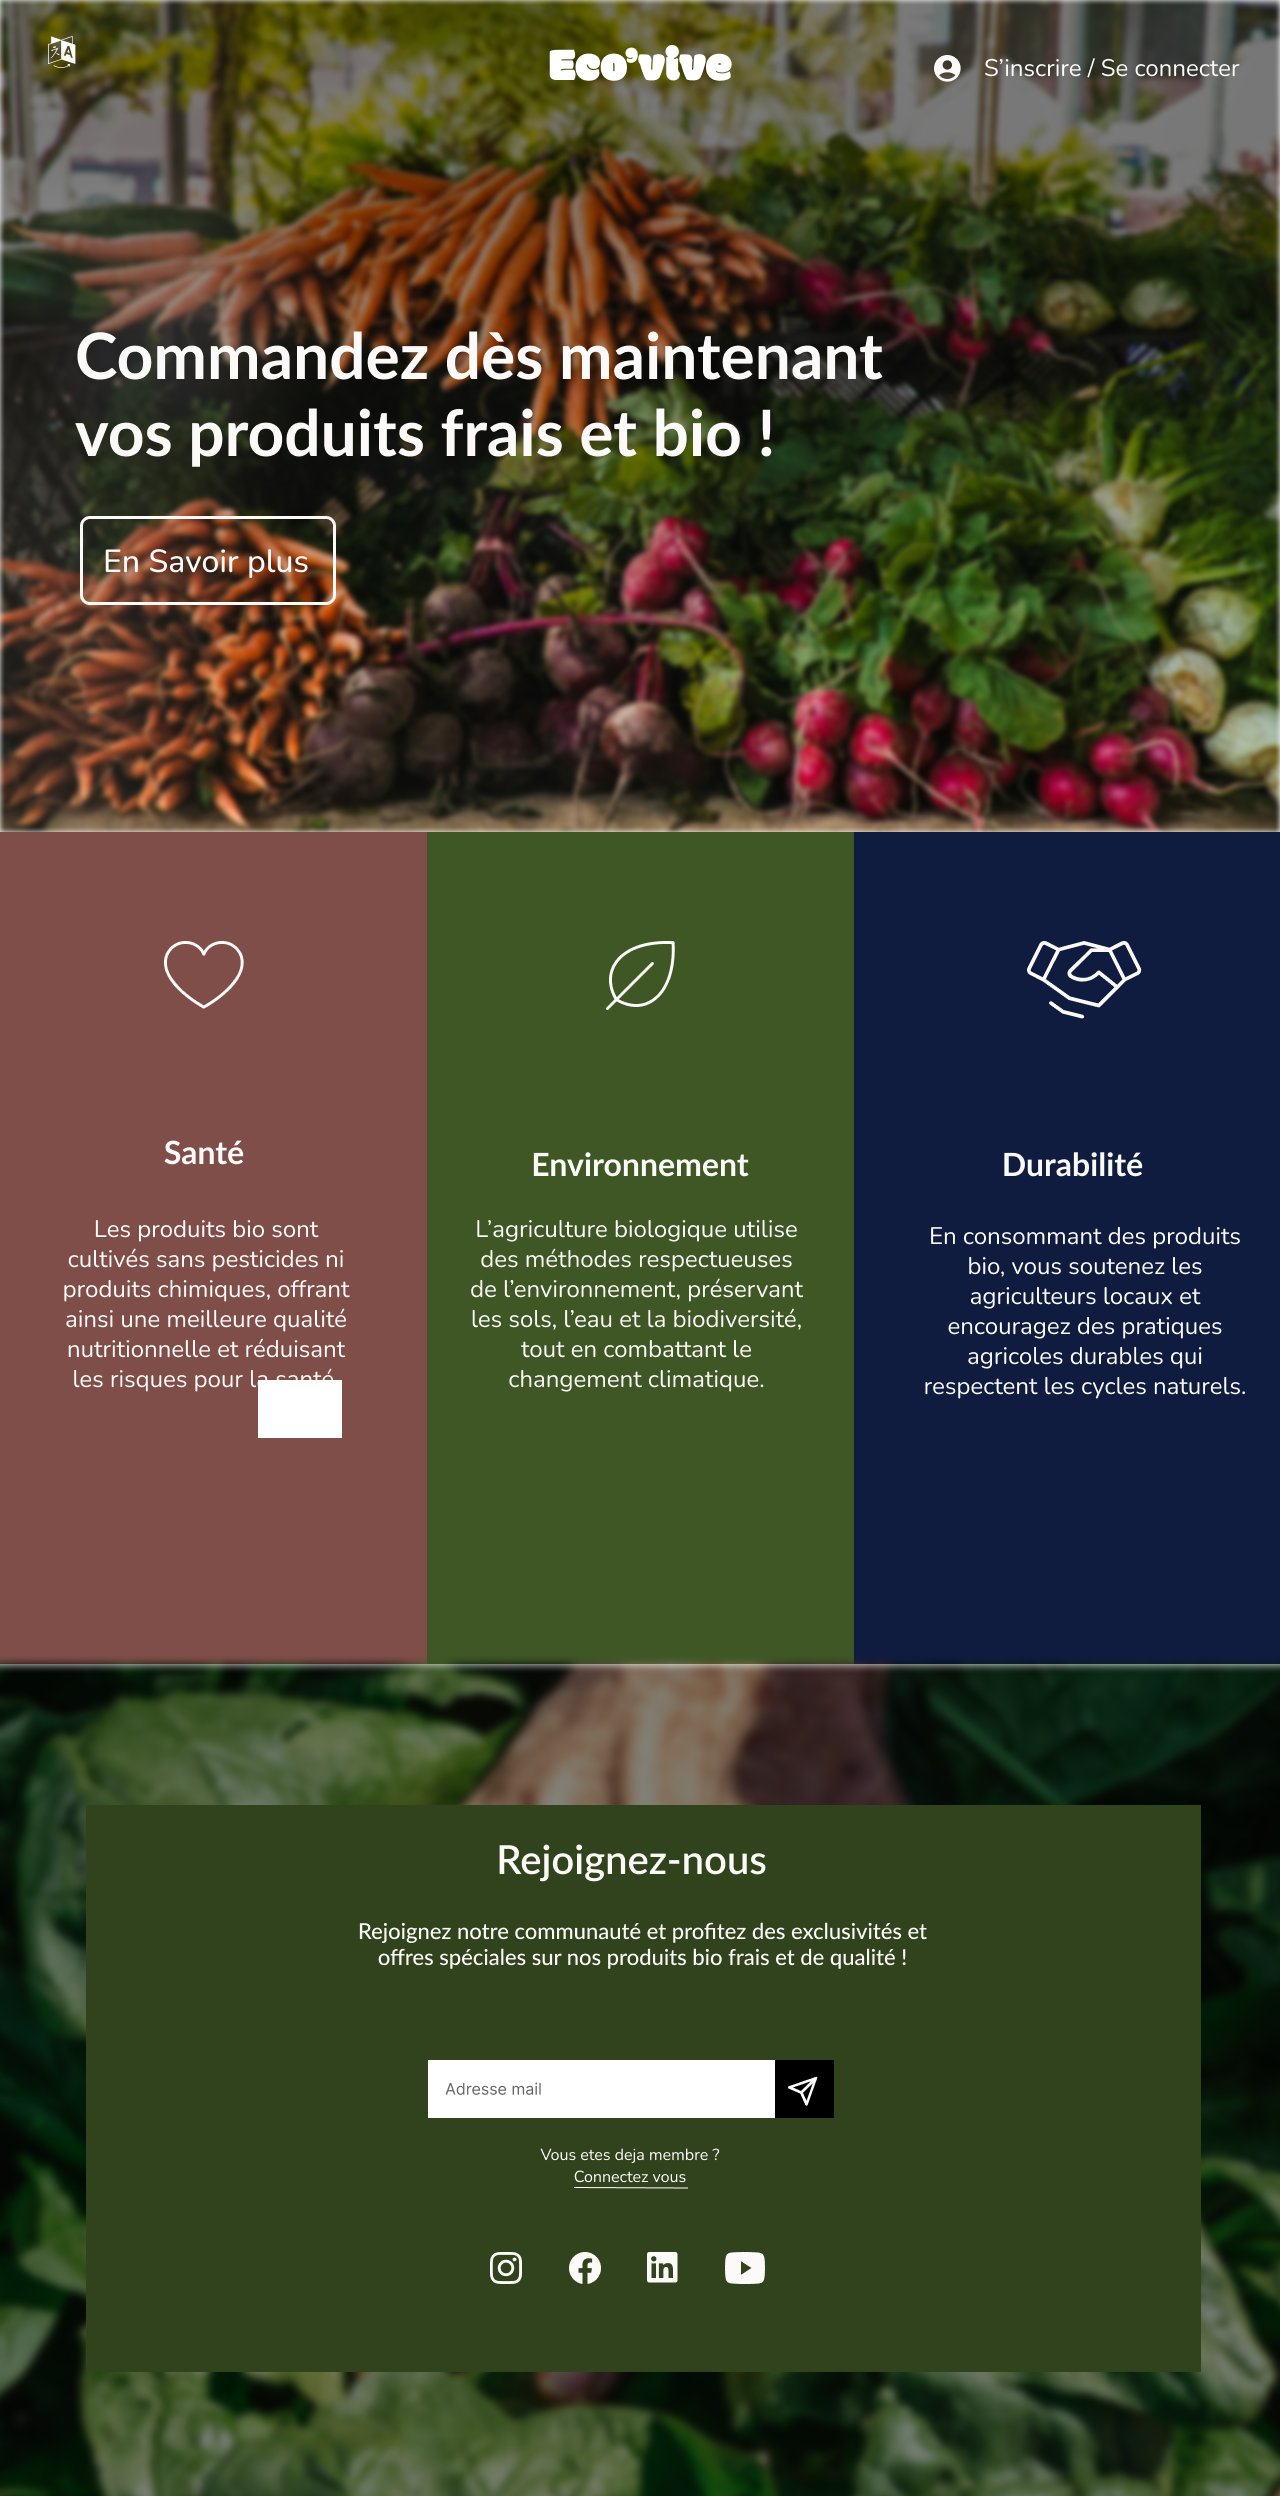 Eco'vive
S'inscrire / Se connecter
Commandez dès maintenant
vos produits frais et bio !
En Savoir plus
Santé
Les produits bio sont
cultivés sans pesticides ni
produits chimiques, offrant
ainsi une meilleure qualité
nutritionnelle et réduisant
les risques pour la santé.
Environnement
L'agriculture biologique utilise
des méthodes respectueuses
de l'environnement, préservant
les sols, l'eau et la biodiversité,
tout en combattant le
changement climatique.
Durabilité
En consommant des produits
bio, vous soutenez les
agriculteurs locaux et
encouragez des pratiques
agricoles durables qui
respectent les cycles naturels.
Rejoignez-nous
Rejoignez notre communauté et profitez des exclusivités et
offres spéciales sur nos produits bio frais et de qualité !
Adresse mail
Vous etes deja membre ?
Connectez vous